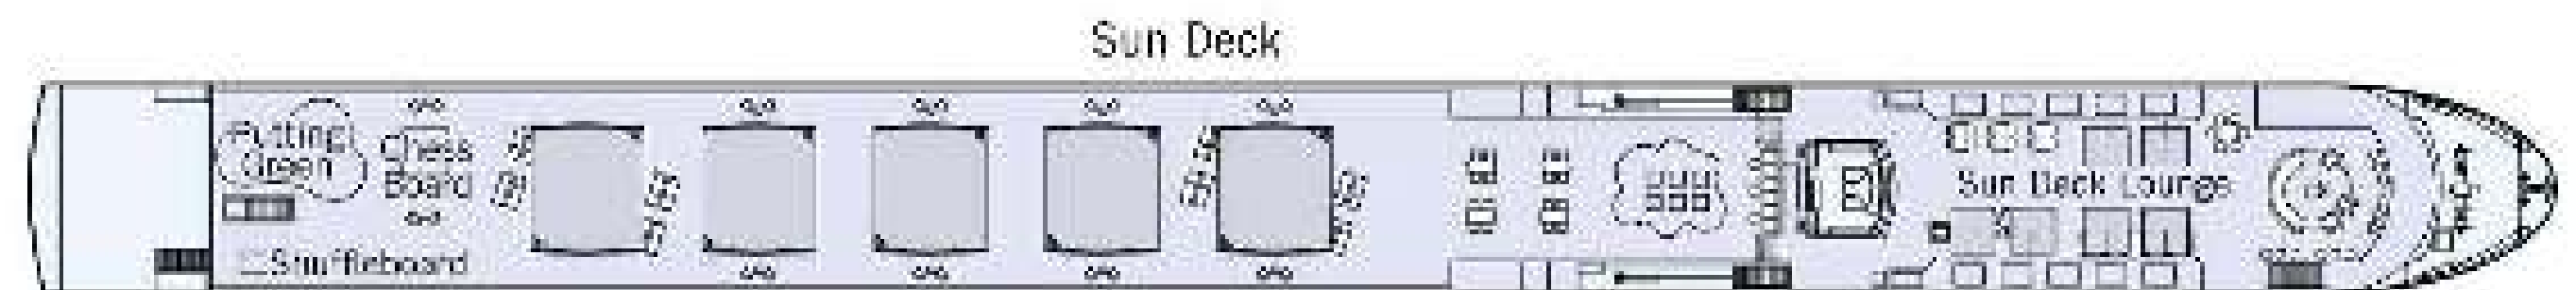 Sun Deck
Putting
Green
Chess
Board
Shuffleboard
Sun Deck Lounge